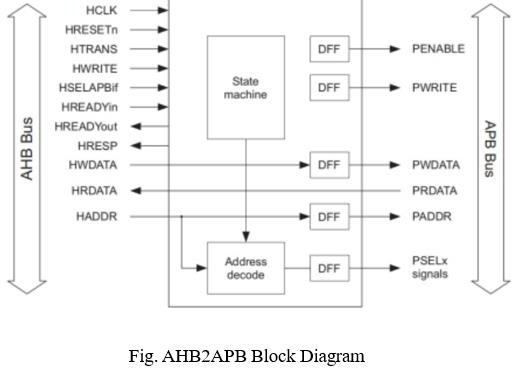 HCLK
HRESETn
HTRANS
HWRITE
HSELAPBif
HREADYin
HREADYout
HRESP
HWDATA
HRDATA
HADDR
AHB Bus
State
machine
Address
decode
DFF
DFF
DFF
DFF
DFF
PENABLE
PWRITE
PWDATA
PRDATA
PADDR
PSELx
signals
APB Bus
Fig. AHB2APB Block Diagram